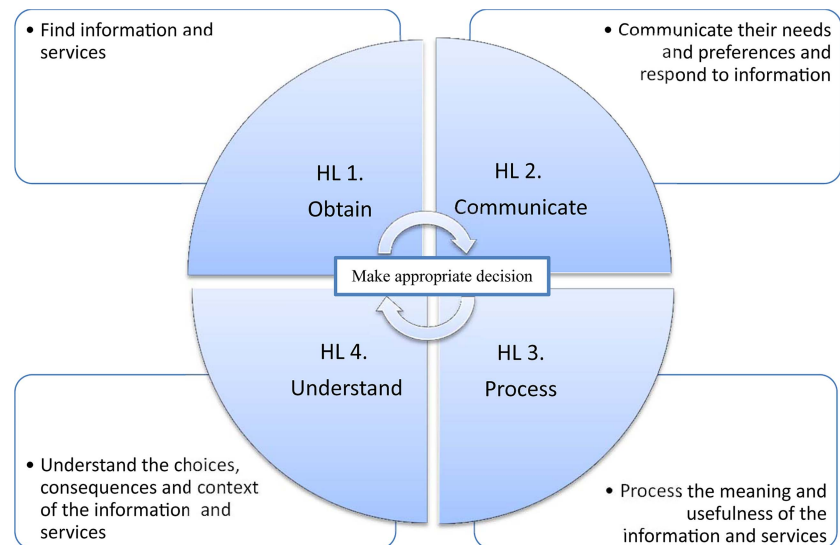 • Find information and
services
• Communicate their needs
and preferences and
respond to information
HL 1.
Obtain
HL 2.
Communicate
Make appropriate decision
HL 4.
Understand
HL 3.
Process
• Understand the choices,
consequences and context
of the information and
services
• Process the meaning and
usefulness of the
information and services